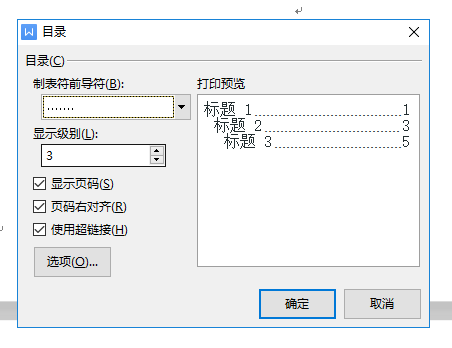 目录
目录(C)
制表符前导符(B):
.......
显示级别(L):
3
显示页码(S)
页码右对齐(R)
使用超链接(H)
选项(O)...
打印预览
标题 1 1
标题 2 3
标题 3 5
确定
取消